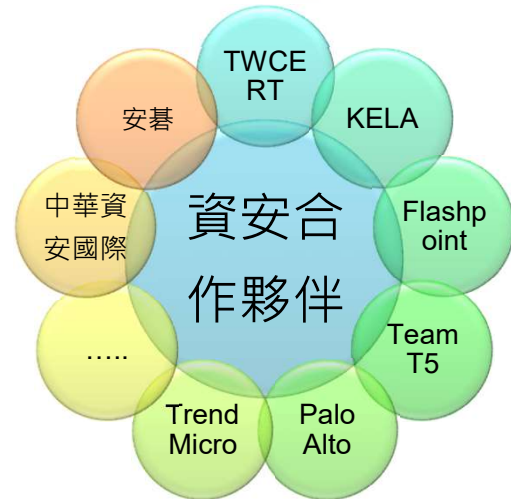 TWCE
RT
KELA
Flashp
oint
Team
T5
Palo
Alto
Trend
Micro
.....
中華資
安國際
安碁
資安合
作夥伴